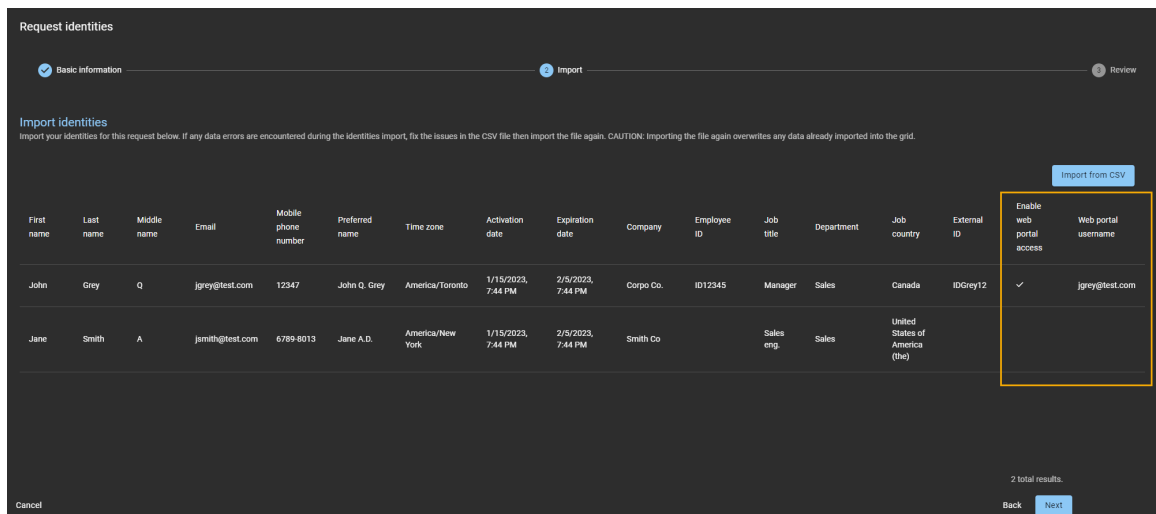 Request identities
Basic information
2 Import
3 Review
Import identities
Import your identities for this request below. If any data errors are encountered during the identities import, fix the issues in the CSV file then import the file again. CAUTION: Importing the file again overwrites any data already imported into the grid.
Import from CSV
First name Last name Middle name Email Mobile phone number Preferred name Time zone Activation date Expiration date Company Employee ID Job title Department Job country External ID Enable web portal access Web portal username
John Grey Q jgrey@test.com 12347 John Q. Grey America/Toronto 1/15/2023, 7:44 PM 2/5/2023, 7:44 PM Corpo Co. ID12345 Manager Sales Canada IDGrey12 ✓ jgrey@test.com
Jane Smith A jsmith@test.com 6789-8013 Jane A.D. America/New York 1/15/2023, 7:44 PM 2/5/2023, 7:44 PM Smith Co Sales eng. Sales United States of America (the)
2 total results.
Cancel Back Next